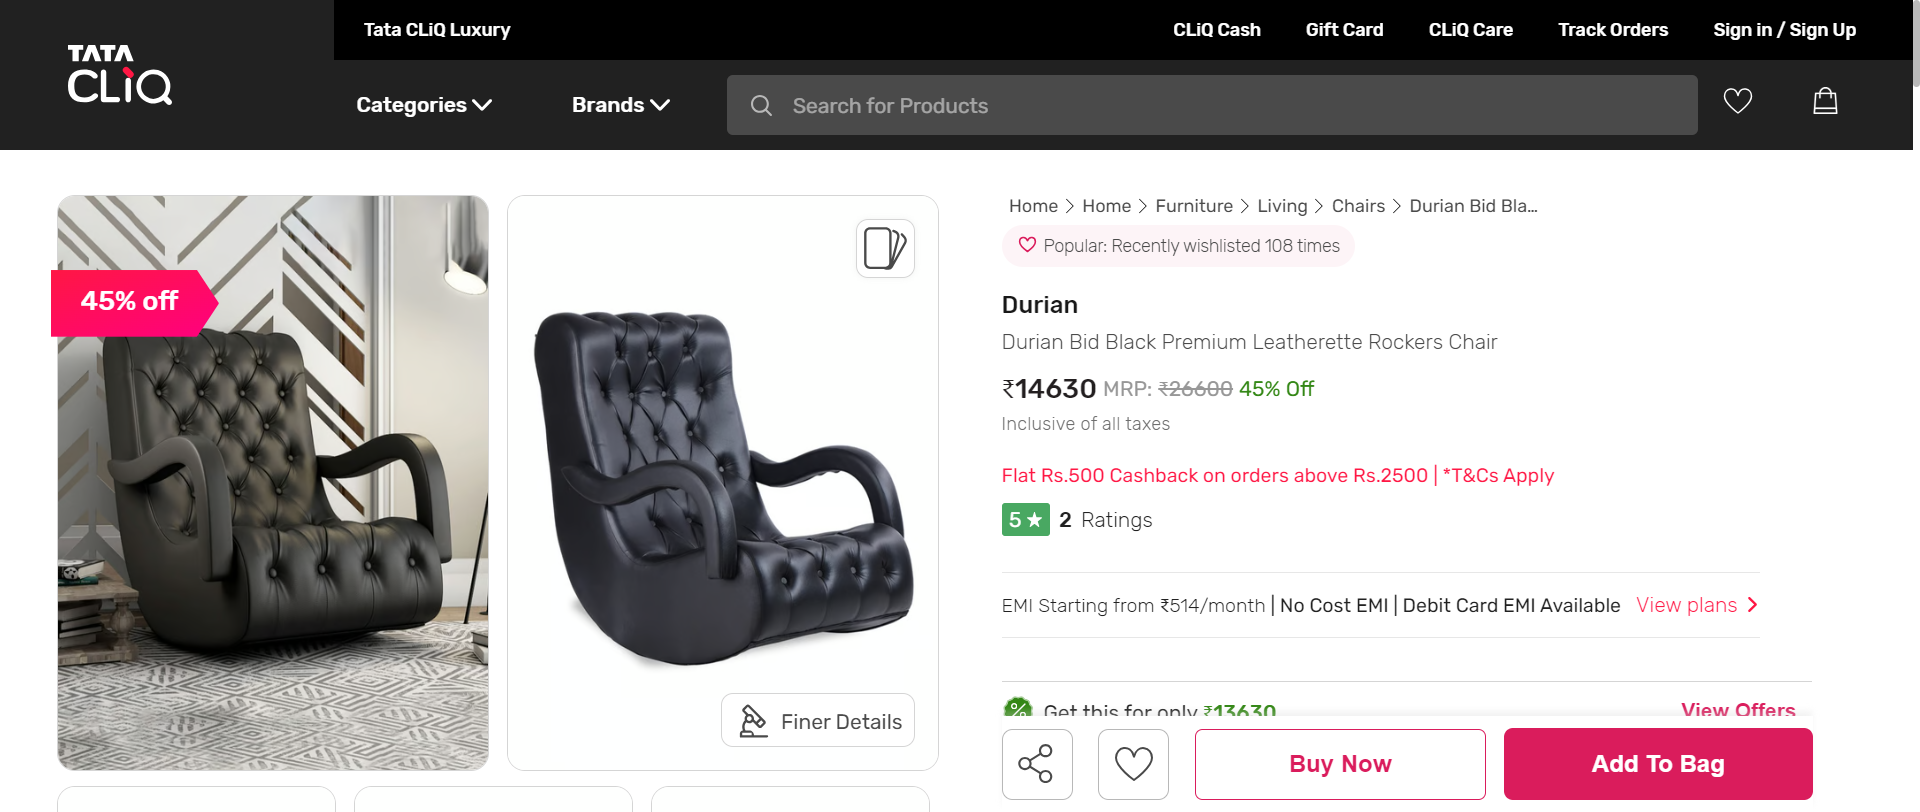 Tata CLiQ Luxury
CLiQ Cash
Gift Card
CLiQ Care
Track Orders
Sign in / Sign Up
TATA
CLiQ
Categories
Brands
Search for Products
45% off
Finer Details
Home > Home > Furniture > Living > Chairs > Durian Bid Bla...
Popular: Recently wishlisted 108 times
Durian
Durian Bid Black Premium Leatherette Rockers Chair
₹14630 MRP: ₹26600 45% Off
Inclusive of all taxes
Flat Rs.500 Cashback on orders above Rs.2500 | *T&Cs Apply
5 ★ 2 Ratings
EMI Starting from ₹514/month | No Cost EMI | Debit Card EMI Available View plans
Get this for only ₹13630
View Offers
Buy Now
Add To Bag